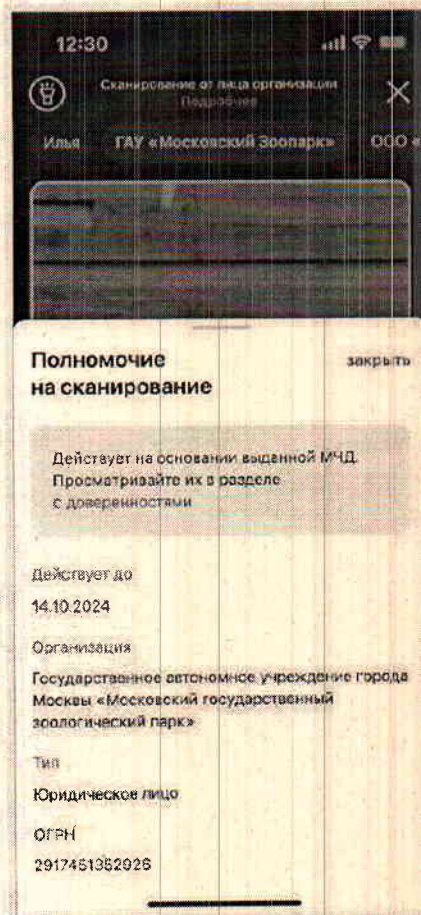 12:30
Сканирование от лица организации
Подробнее
Илья ГАУ «Московский Зоопарк» ООО «
Полномочие
на сканирование
закрыть
Действует на основании выданной МЧД.
Просматривайте их в разделе
с доверенностями
Действует до
14.10.2024
Организация
Государственное автономное учреждение города
Москвы «Московский государственный
зоологический парк»
Тип
Юридическое лицо
ОГРН
2917451352926